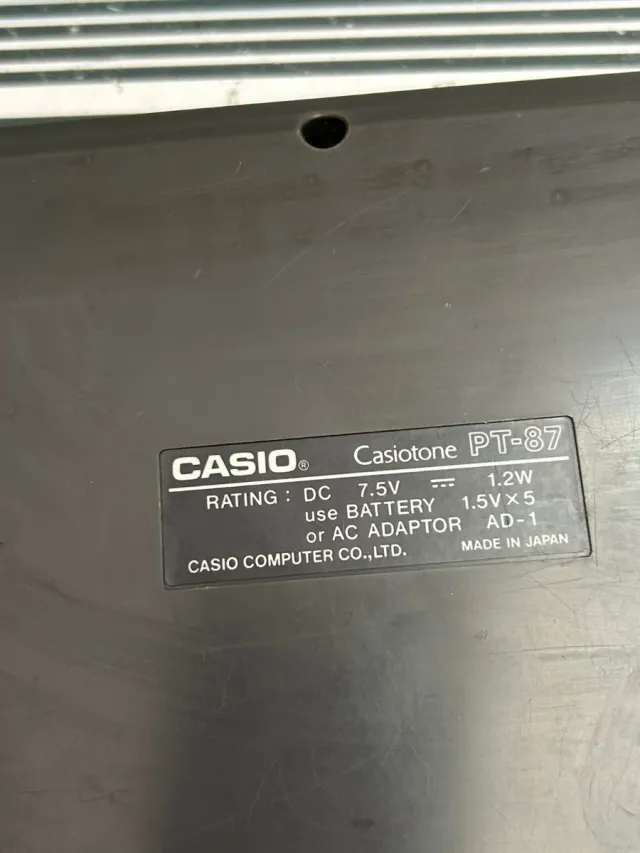 CASIO® Casiotone PT-87
RATING : DC 7.5V ⎓ 1.2W
use BATTERY 1.5V×5
or AC ADAPTOR AD-1
CASIO COMPUTER CO.,LTD. MADE IN JAPAN